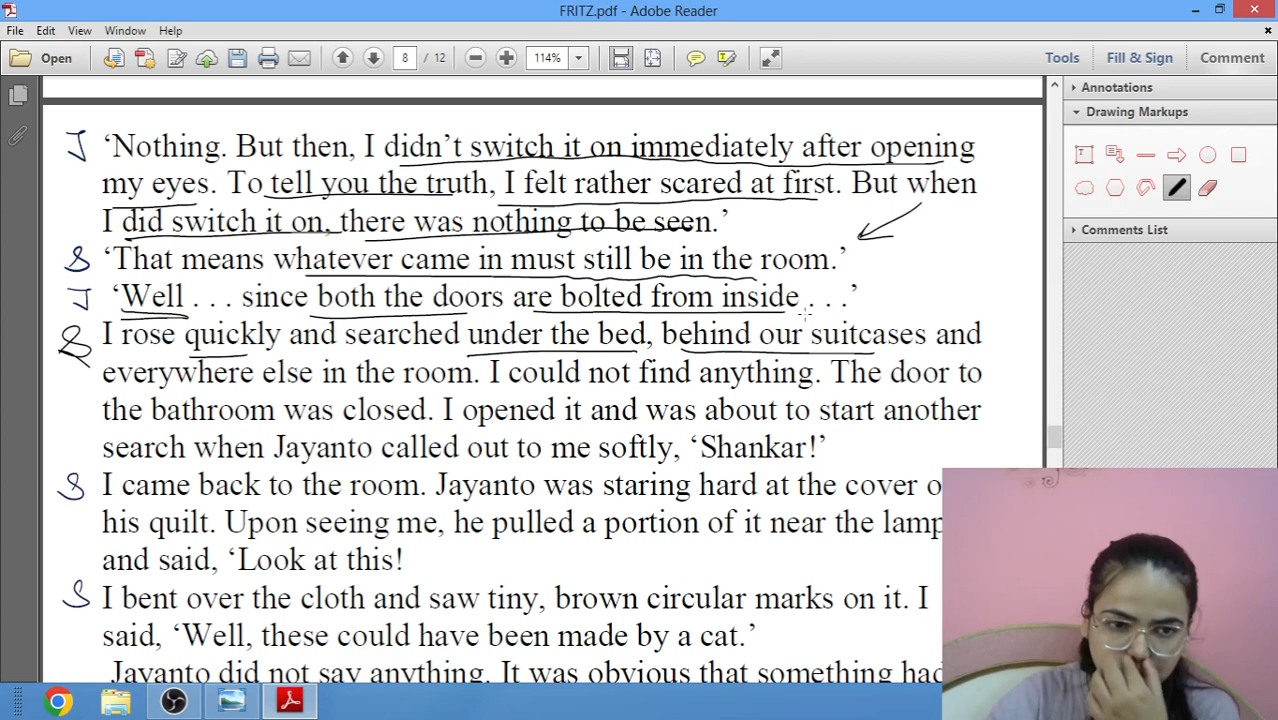 FRITZ.pdf - Adobe Reader
File Edit View Window Help
Open 8 / 12 114% Tools Fill & Sign Comment
Annotations
Drawing Markups
Comments List
J ‘Nothing. But then, I didn’t switch it on immediately after opening
my eyes. To tell you the truth, I felt rather scared at first. But when
I did switch it on, there was nothing to be seen.’
S ‘That means whatever came in must still be in the room.’
J ‘Well . . . since both the doors are bolted from inside . . .’
S I rose quickly and searched under the bed, behind our suitcases and
everywhere else in the room. I could not find anything. The door to
the bathroom was closed. I opened it and was about to start another
search when Jayanto called out to me softly, ‘Shankar!’
S I came back to the room. Jayanto was staring hard at the cover o
his quilt. Upon seeing me, he pulled a portion of it near the lamp
and said, ‘Look at this!
S I bent over the cloth and saw tiny, brown circular marks on it. I
said, ‘Well, these could have been made by a cat.’
Jayanto did not say anything. It was obvious that something had